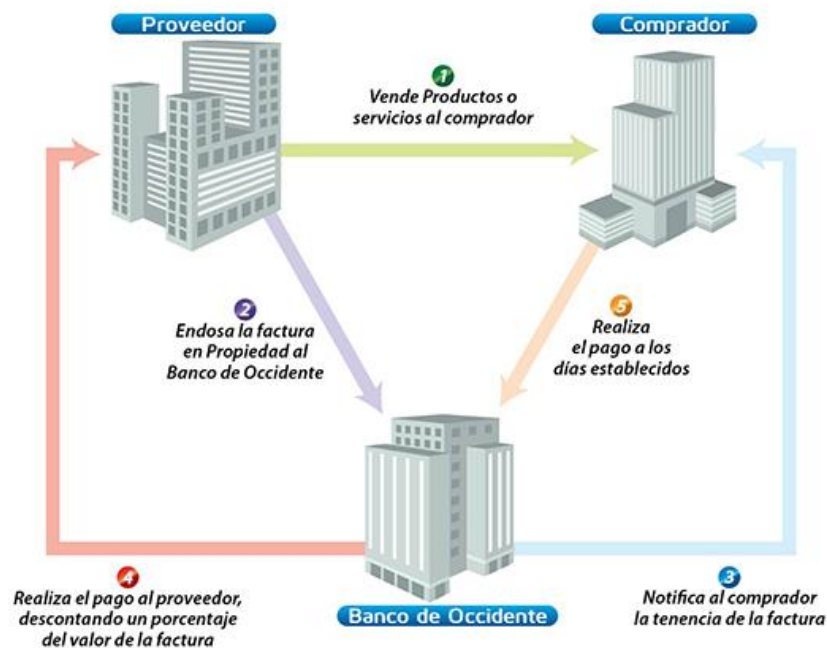 Proveedor
Comprador
1
Vende Productos o
servicios al comprador
2
Endosa la factura
en Propiedad al
Banco de Occidente
5
Realiza
el pago a los
días establecidos
4
Realiza el pago al proveedor,
descontando un porcentaje
del valor de la factura
Banco de Occidente
3
Notifica al comprador
la tenencia de la factura